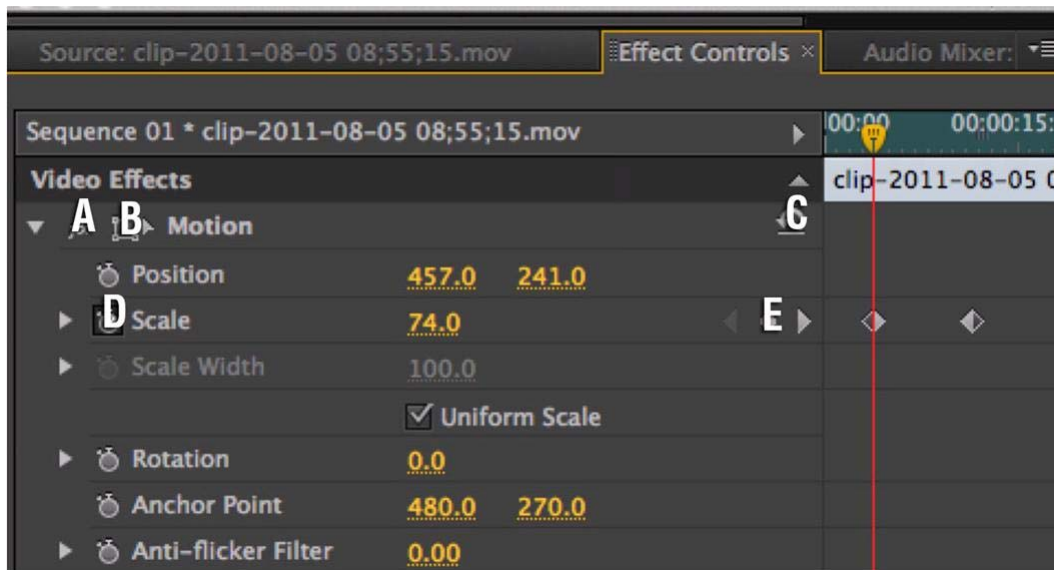 Source: clip-2011-08-05 08;55;15.mov Effect Controls × Audio Mixer:
Sequence 01 * clip-2011-08-05 08;55;15.mov 00:00 00;00:15:
Video Effects clip-2011-08-05 0
A B Motion C
Position 457.0 241.0
D Scale 74.0 E
Scale Width 100.0
Uniform Scale
Rotation 0.0
Anchor Point 480.0 270.0
Anti-flicker Filter 0.00